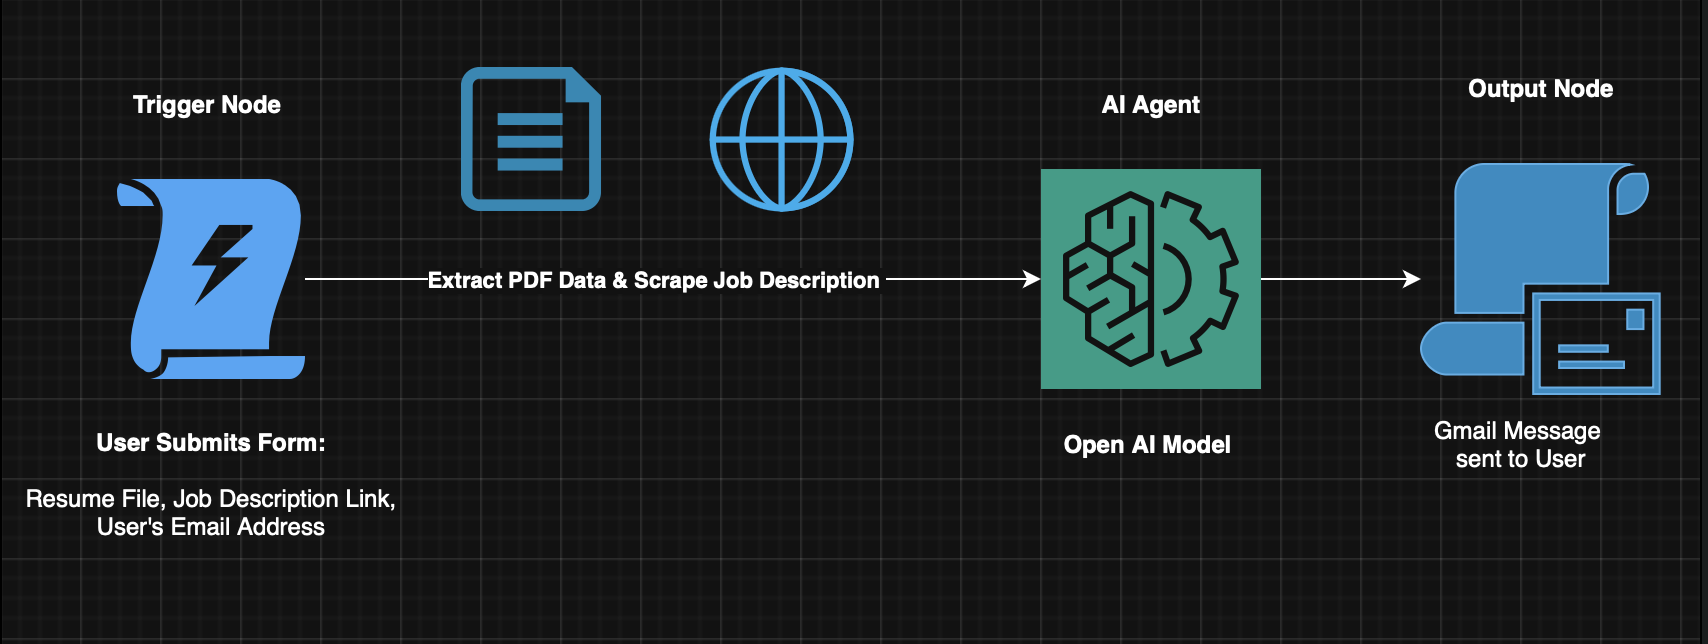 Trigger Node
AI Agent
Output Node
Extract PDF Data & Scrape Job Description
User Submits Form:
Resume File, Job Description Link,
User's Email Address
Open AI Model
Gmail Message
sent to User